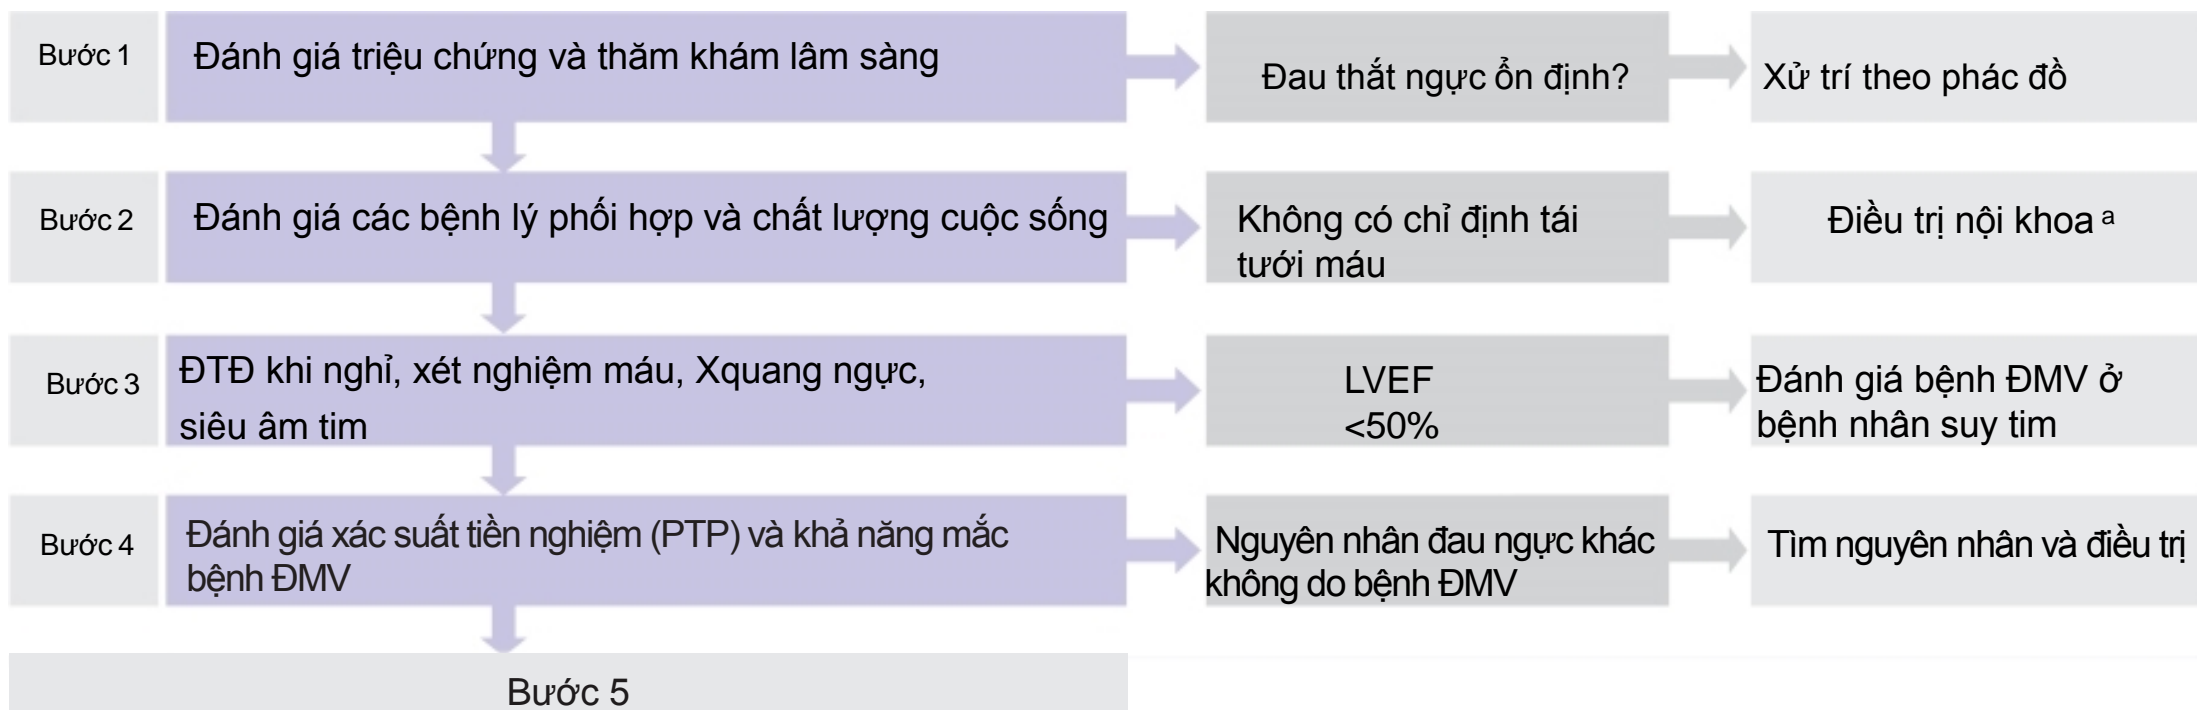 Bước 1
Đánh giá triệu chứng và thăm khám lâm sàng
Đau thắt ngực ổn định?
Xử trí theo phác đồ
Bước 2
Đánh giá các bệnh lý phối hợp và chất lượng cuộc sống
Không có chỉ định tái
tưới máu
Điều trị nội khoa a
Bước 3
ĐTĐ khi nghỉ, xét nghiệm máu, Xquang ngực,
siêu âm tim
LVEF
<50%
Đánh giá bệnh ĐMV ở
bệnh nhân suy tim
Bước 4
Đánh giá xác suất tiền nghiệm (PTP) và khả năng mắc
bệnh ĐMV
Nguyên nhân đau ngực khác
không do bệnh ĐMV
Tìm nguyên nhân và điều trị
Bước 5